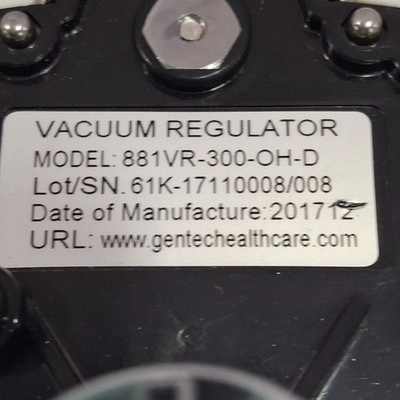 VACUUM REGULATOR
MODEL: 881VR-300-OH-D
Lot/SN. 61K-17110008/008
Date of Manufacture: 201712
URL: www.gentechealthcare.com